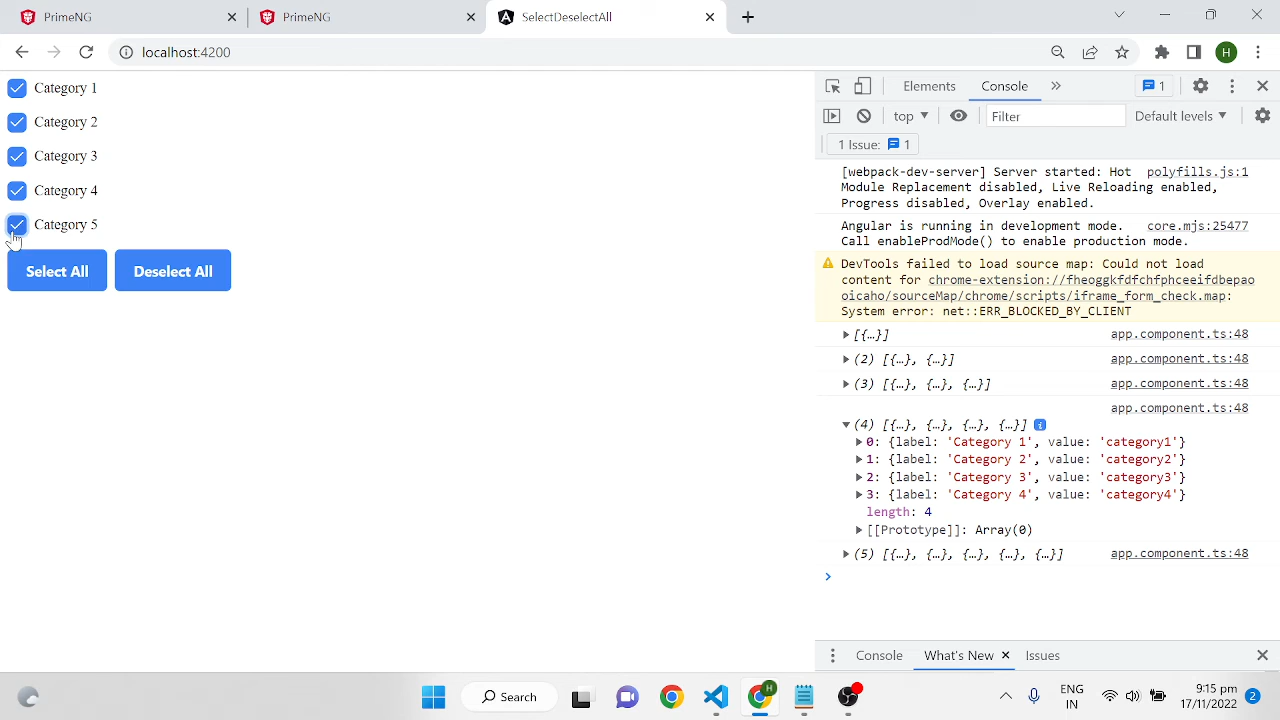 PrimeNG
PrimeNG
SelectDeselectAll
localhost:4200
H
Category 1
Category 2
Category 3
Category 4
Category 5
Select All
Deselect All
Elements
Console
1
top
Filter
Default levels
1 Issue:
1
[webpack-dev-server] Server started: Hot polyfills.js:1
Module Replacement disabled, Live Reloading enabled,
Progress disabled, Overlay enabled.
Angular is running in development mode. core.mjs:25477
Call enableProdMode() to enable production mode.
DevTools failed to load source map: Could not load
content for chrome-extension://fheoggkfdfchfphceeifdbepao
oicaho/sourceMap/chrome/scripts/iframe_form_check.map:
System error: net::ERR_BLOCKED_BY_CLIENT
[{…}] app.component.ts:48
(2) [{…}, {…}] app.component.ts:48
(3) [{…}, {…}, {…}] app.component.ts:48
app.component.ts:48
(4) [{…}, {…}, {…}, {…}] i
0: {label: 'Category 1', value: 'category1'}
1: {label: 'Category 2', value: 'category2'}
2: {label: 'Category 3', value: 'category3'}
3: {label: 'Category 4', value: 'category4'}
length: 4
[[Prototype]]: Array(0)
(5) [{…}, {…}, {…}, {…}, {…}] app.component.ts:48
Console
What's New
Issues
Search
H
ENG
IN
9:15 pm
17/11/2022
2